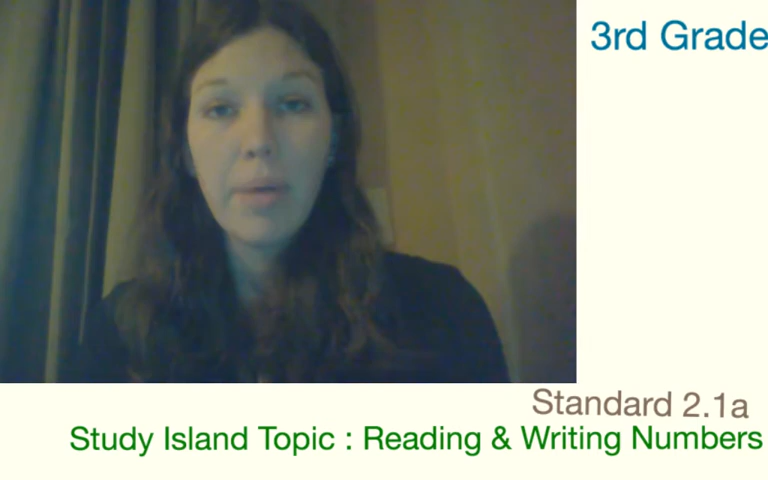 3rd Grade
Standard 2.1a
Study Island Topic : Reading & Writing Numbers